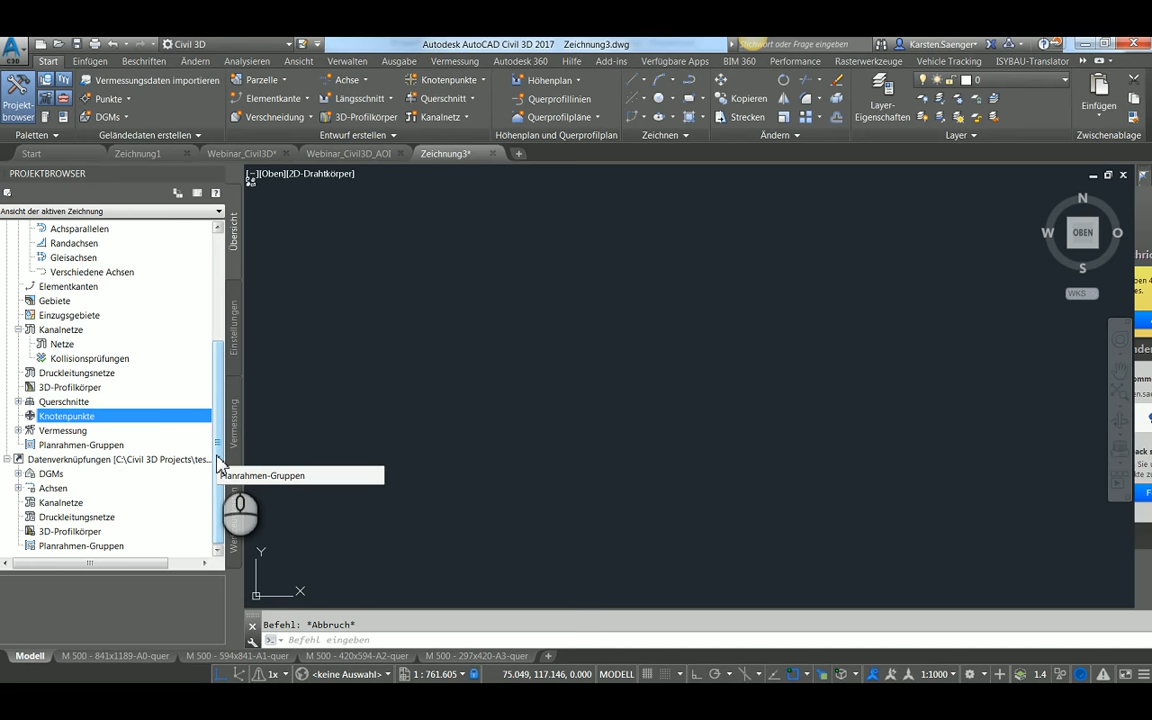 Civil 3D
Autodesk AutoCAD Civil 3D 2017 Zeichnung3.dwg
Stichwort oder Frage eingeben
Karsten.Saenger
C3D
Start Einfügen Beschriften Ändern Analysieren Ansicht Verwalten Ausgabe Vermessung Autodesk 360 Hilfe Add-ins Verfügbare Apps BIM 360 Performance Rasterwerkzeuge Vehicle Tracking ISYBAU-Translator
Projekt-
browser
Vermessungsdaten importieren
Punkte
DGMs
Parzelle
Elementkante
Verschneidung
Achse
Längsschnitt
3D-Profilkörper
Knotenpunkte
Querschnitt
Kanalnetz
Höhenplan
Querprofillinien
Querprofilpläne
Kopieren
Strecken
Layer-
Eigenschaften
0
Einfügen
Paletten
Geländedaten erstellen
Entwurf erstellen
Höhenplan und Querprofilplan
Zeichnen
Ändern
Layer
Zwischenablage
Start Zeichnung1 Webinar_Civil3D* Webinar_Civil3D_AOI Zeichnung3*
PROJEKTBROWSER
Ansicht der aktiven Zeichnung
Achsparallelen
Randachsen
Gleisachsen
Verschiedene Achsen
Elementkanten
Gebiete
Einzugsgebiete
Kanalnetze
Netze
Kollisionsprüfungen
Druckleitungsnetze
3D-Profilkörper
Querschnitte
Knotenpunkte
Vermessung
Planrahmen-Gruppen
Datenverknüpfungen [C:\Civil 3D Projects\tes...
DGMs
Achsen
Kanalnetze
Druckleitungsnetze
3D-Profilkörper
Planrahmen-Gruppen
Übersicht
Einstellungen
Vermessung
Planrahmen-Gruppen
[−][Oben][2D-Drahtkörper]
N
W OBEN O
S
WKS
Y
X
Befehl: *Abbruch*
Befehl eingeben
Modell M 500 - 841x1189-A0-quer M 500 - 594x841-A1-quer M 500 - 420x594-A2-quer M 500 - 297x420-A3-quer
1x <keine Auswahl> 1 : 761.605 75.049, 117.146, 0.000 MODELL 1:1000 1.4